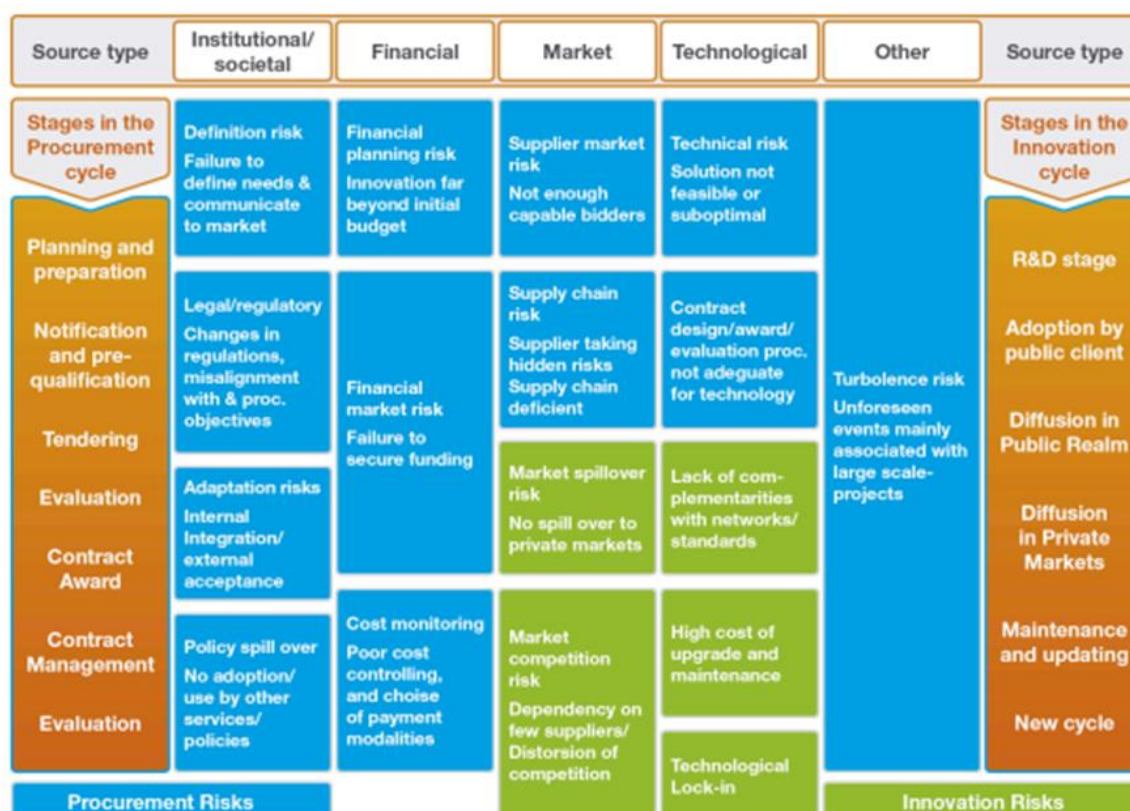 Source type
Institutional/
societal
Financial
Market
Technological
Other
Source type
Stages in the
Procurement
cycle
Planning and
preparation
Notification
and pre-
qualification
Tendering
Evaluation
Contract
Award
Contract
Management
Evaluation
Definition risk
Failure to
define needs &
communicate
to market
Legal/regulatory
Changes in
regulations,
misalignment
with & proc.
objectives
Adaptation risks
Internal
Integration/
external
acceptance
Policy spill over
No adoption/
use by other
services/
policies
Financial
planning risk
Innovation far
beyond initial
budget
Financial
market risk
Failure to
secure funding
Cost monitoring
Poor cost
controlling,
and choise
of payment
modalities
Supplier market
risk
Not enough
capable bidders
Supply chain
risk
Supplier taking
hidden risks
Supply chain
deficient
Market spillover
risk
No spill over to
private markets
Market
competition
risk
Dependency on
few suppliers/
Distorsion of
competition
Technical risk
Solution not
feasible or
suboptimal
Contract
design/award/
evaluation proc.
not adequate
for technology
Lack of com-
plementarities
with networks/
standards
High cost of
upgrade and
maintenance
Technological
Lock-in
Turbolence risk
Unforeseen
events mainly
associated with
large scale-
projects
Stages in the
Innovation
cycle
R&D stage
Adoption by
public client
Diffusion in
Public Realm
Diffusion
in Private
Markets
Maintenance
and updating
New cycle
Procurement Risks
Innovation Risks